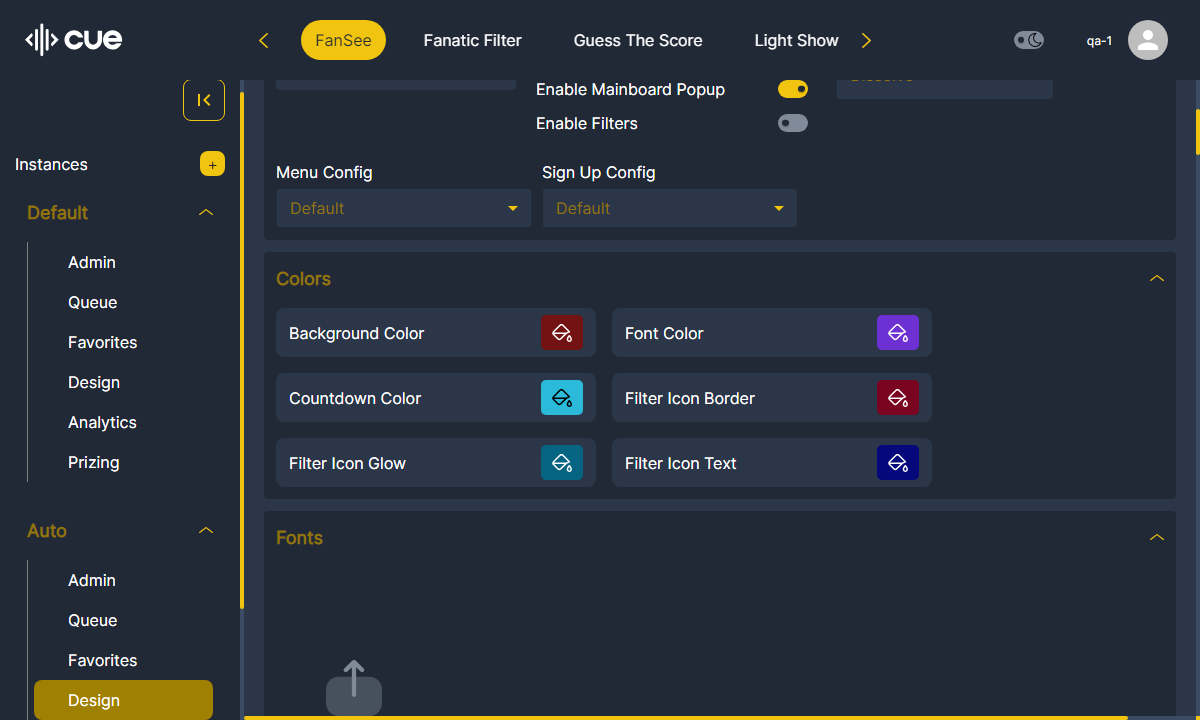 cue
FanSee
Fanatic Filter
Guess The Score
Light Show
qa-1
Instances
+
Default
Admin
Queue
Favorites
Design
Analytics
Prizing
Auto
Admin
Queue
Favorites
Design
Enable Mainboard Popup
Enable Filters
Menu Config
Sign Up Config
Default
Default
Colors
Background Color
Font Color
Countdown Color
Filter Icon Border
Filter Icon Glow
Filter Icon Text
Fonts